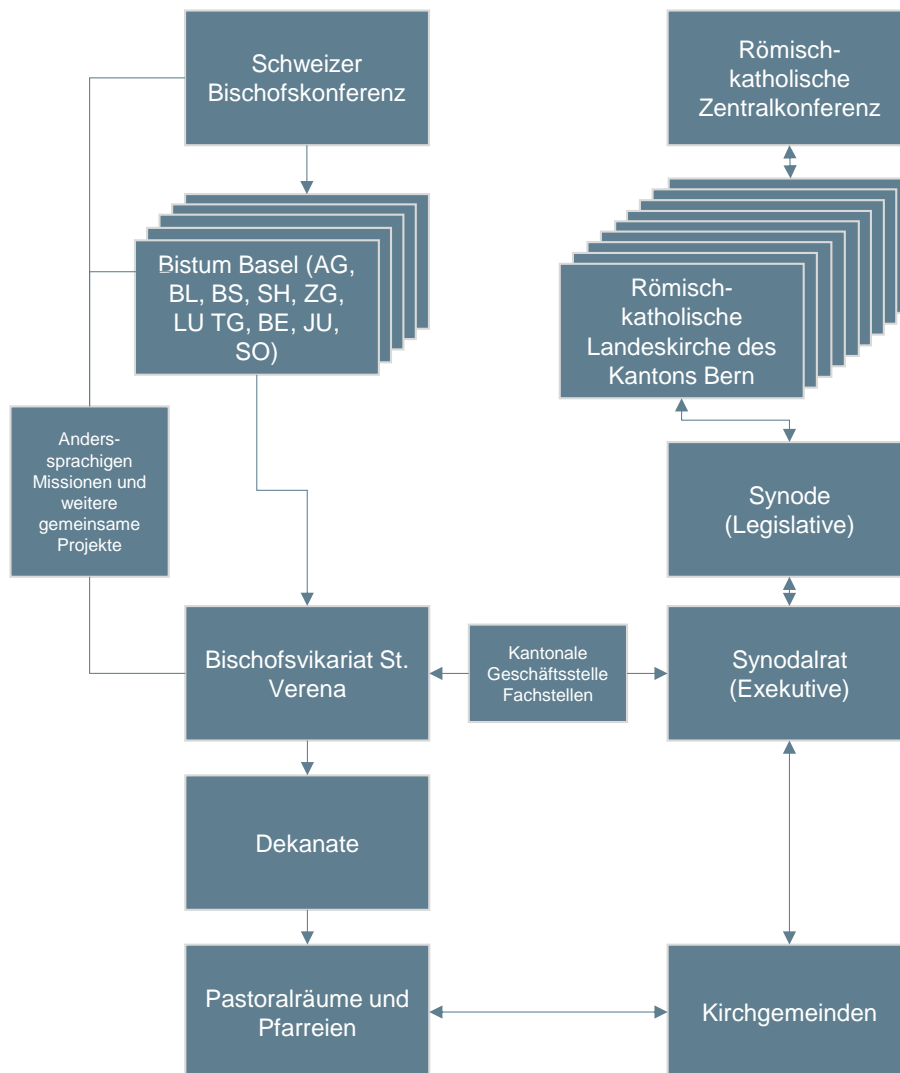 Schweizer
Bischofskonferenz
Römisch-
katholische
Zentralkonferenz
Bistum Basel (AG,
BL, BS, SH, ZG,
LU TG, BE, JU,
SO)
Römisch-
katholische
Landeskirche des
Kantons Bern
Anders-
sprachigen
Missionen und
weitere
gemeinsame
Projekte
Synode
(Legislative)
Bischofsvikariat St.
Verena
Kantonale
Geschäftsstelle
Fachstellen
Synodalrat
(Exekutive)
Dekanate
Pastoralräume und
Pfarreien
Kirchgemeinden